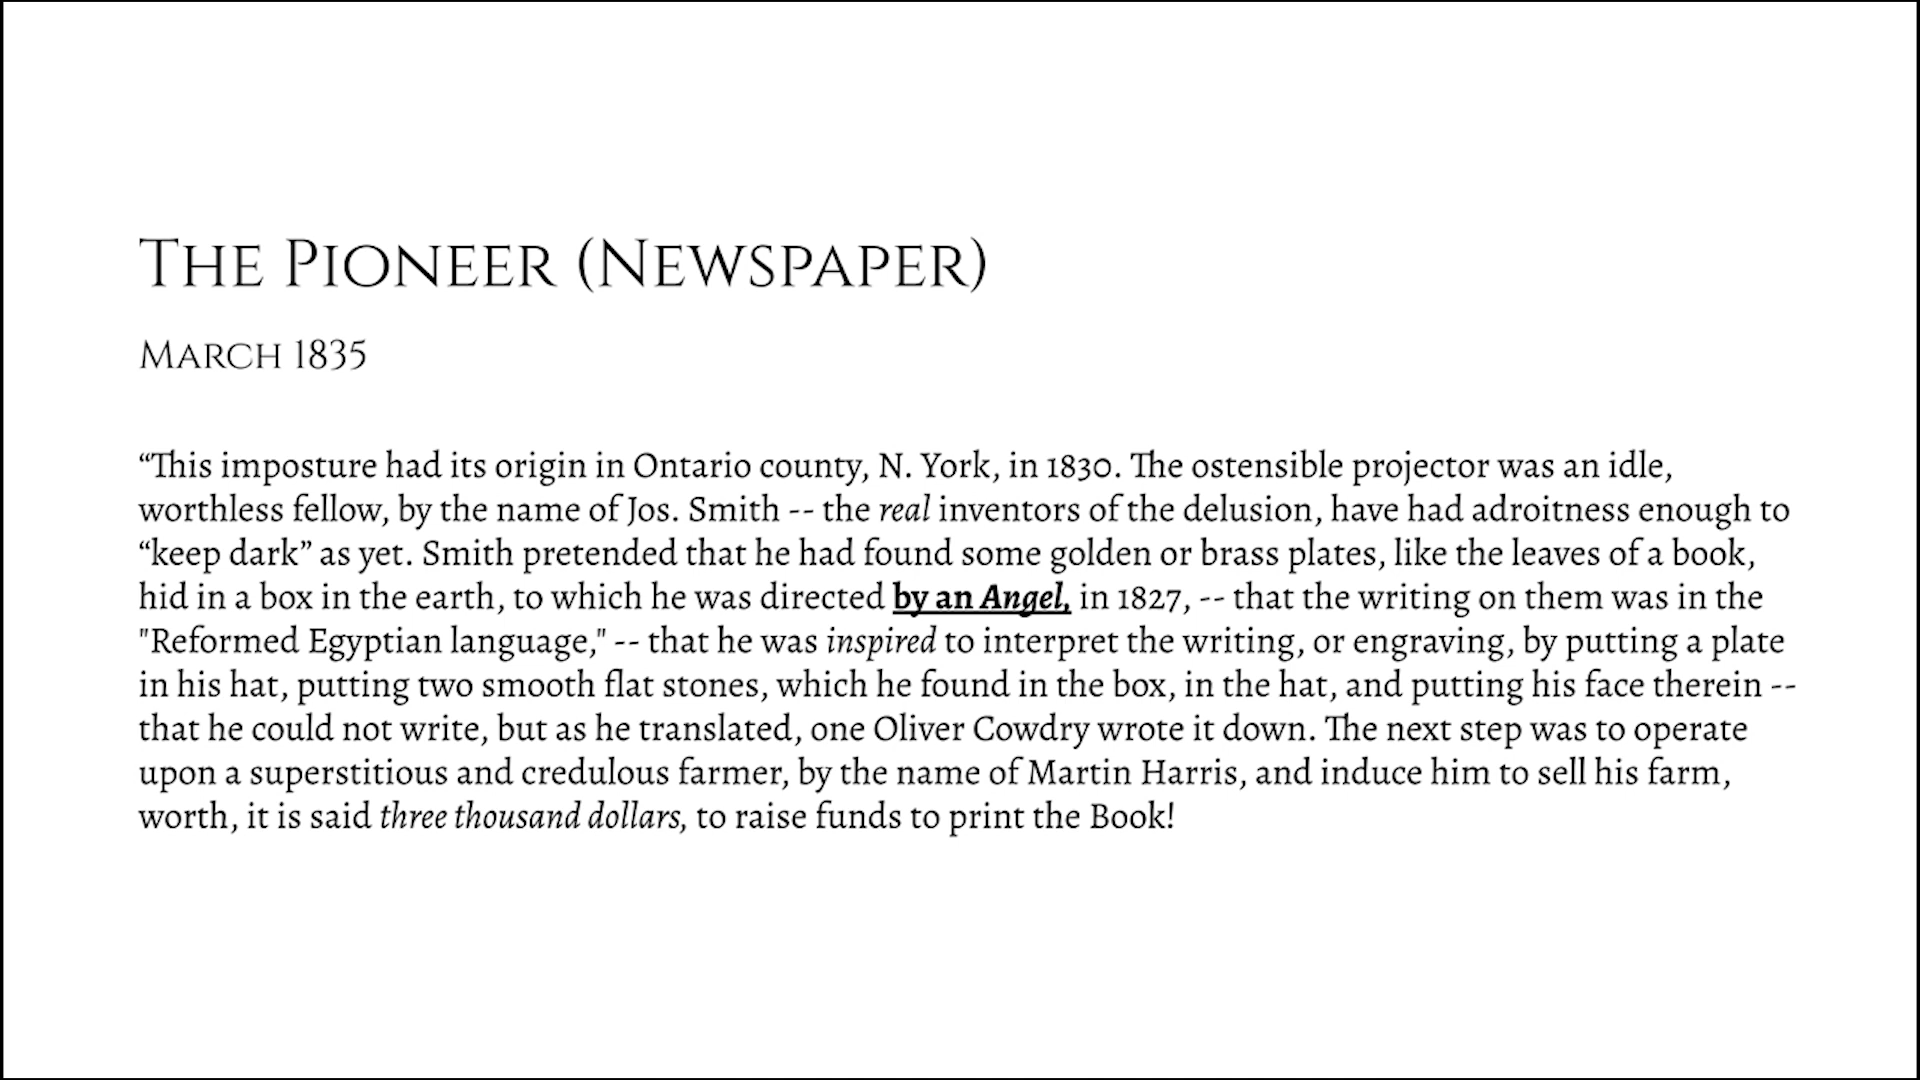 The Pioneer (Newspaper)
March 1835
“This imposture had its origin in Ontario county, N. York, in 1830. The ostensible projector was an idle,
worthless fellow, by the name of Jos. Smith -- the real inventors of the delusion, have had adroitness enough to
“keep dark” as yet. Smith pretended that he had found some golden or brass plates, like the leaves of a book,
hid in a box in the earth, to which he was directed by an Angel, in 1827, -- that the writing on them was in the
"Reformed Egyptian language," -- that he was inspired to interpret the writing, or engraving, by putting a plate
in his hat, putting two smooth flat stones, which he found in the box, in the hat, and putting his face therein --
that he could not write, but as he translated, one Oliver Cowdry wrote it down. The next step was to operate
upon a superstitious and credulous farmer, by the name of Martin Harris, and induce him to sell his farm,
worth, it is said three thousand dollars, to raise funds to print the Book!